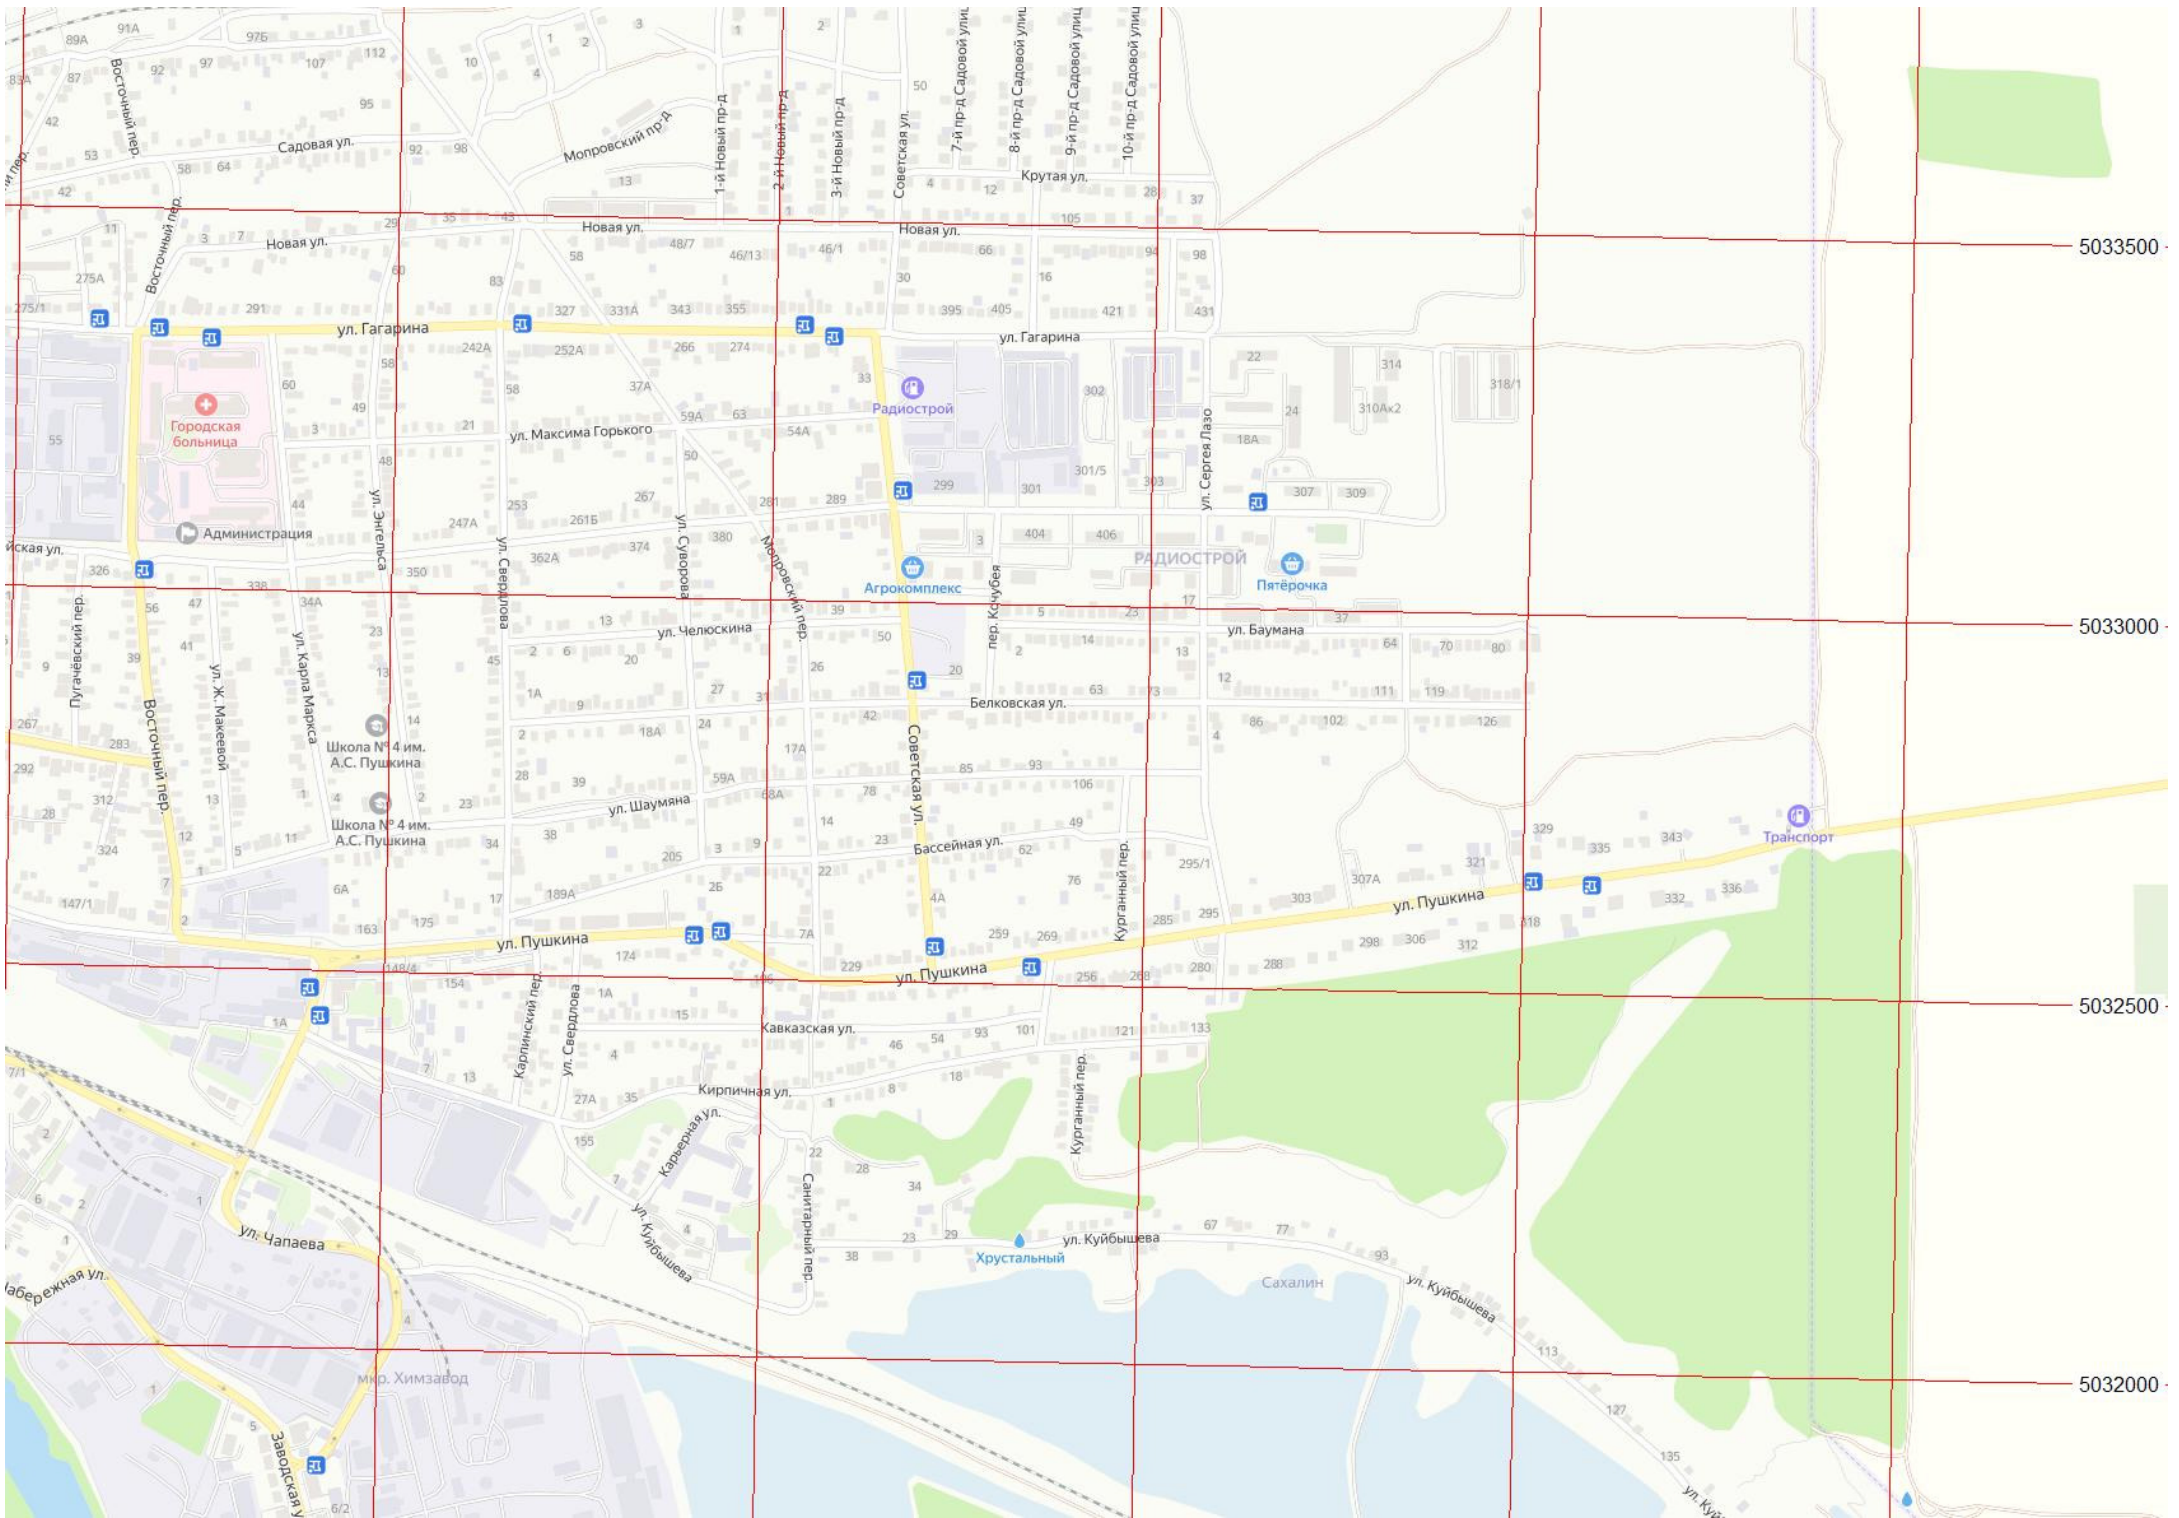 91А
89А
97Б
112
83А
87
92
97
107
Восточный пер.
95
42
53
58
64
Садовая ул.
92
98
42
10
1
2
4
3
1
2
Мопровский пр-д
13
1-й Новый пр-д
2-й Новый пр-д
3-й Новый пр-д
1
50
Советская ул.
7-й пр-д Садовой улиц
8-й пр-д Садовой улиц
9-й пр-д Садовой улиц
10-й пр-д Садовой улиц
Крутая ул.
4
12
28
37
11
Восточный пер.
3
7
Новая ул.
29
35
43
Новая ул.
48/7
46/13
46/1
Новая ул.
66
105
94
98
5033500
275А
275/1
60
83
58
30
16
291
ул. Гагарина
327
331А
343
355
395
405
421
431
ул. Гагарина
242А
252А
266
274
58
58
60
49
37А
33
Радиострой
302
22
24
314
310Ак2
318/1
Городская
больница
55
3
21
ул. Максима Горького
59А
63
54А
18А
ул. Сергея Лазо
48
44
50
ул. Энгельса
253
247А
261Б
267
281
289
299
301
301/5
303
307
309
Администрация
йская ул.
326
338
350
362А
374
380
ул. Свердлова
ул. Суворова
Мопровский пер.
3
404
406
РАДИОСТРОЙ
Агрокомплекс
Пятёрочка
пер. Кочубея
Пугачёвский пер.
56
47
34А
23
13
ул. Челюскина
39
5
23
17
37
ул. Баумана
5033000
9
39
41
ул. Ж. Макеевой
ул. Карла Маркса
13
45
2
6
20
50
26
2
14
13
64
70
80
1А
9
27
31
20
63
73
12
111
119
14
267
283
292
Восточный пер.
Школа № 4 им.
А.С. Пушкина
2
18А
24
42
Белковская ул.
86
102
126
4
17А
Советская ул.
28
39
59А
68А
78
85
93
106
312
28
324
13
1
4
2
23
ул. Шаумяна
Школа № 4 им.
А.С. Пушкина
12
5
11
34
38
14
23
Бассейная ул.
49
62
329
335
343
Транспорт
7
1
205
3
9
22
76
Курганный пер.
295/1
321
307А
147/1
2
6А
163
175
17
189А
2Б
4А
303
ул. Пушкина
332
336
318
ул. Пушкина
174
7А
259
269
285
295
298
306
312
148/4
154
106
229
ул. Пушкина
256
268
280
288
5032500
1А
Карпинский пер.
ул. Свердлова
1А
15
Кавказская ул.
46
54
93
101
121
133
7/1
7
13
4
27А
35
Кирпичная ул.
1
8
18
Курганный пер.
2
155
Карьерная ул.
7
22
28
34
6
2
1
1
ул. Чапаева
ул. Куйбышева
4
Санитарный пер.
38
23
29
Хрустальный
ул. Куйбышева
67
77
93
Сахалин
ул. Куйбышева
Набережная ул.
4
113
мкр. Химзавод
1
5032000
127
5
Заводская у
6/2
135
ул. Куй